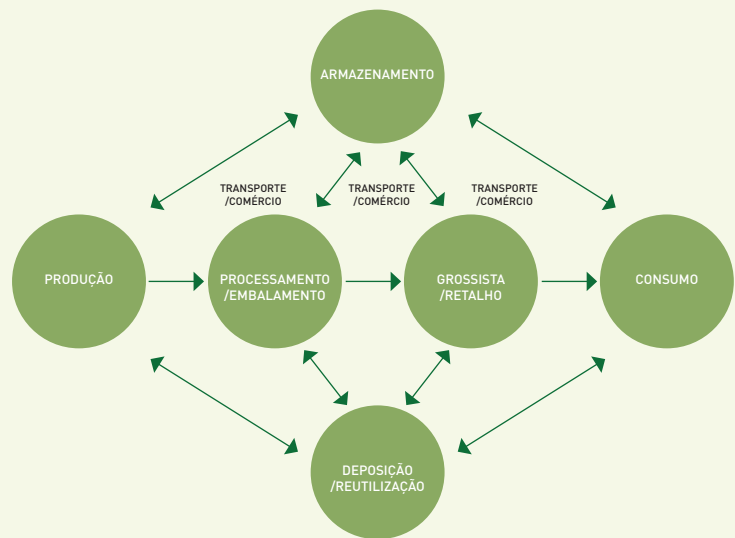 ARMAZENAMENTO
TRANSPORTE
/COMÉRCIO
TRANSPORTE
/COMÉRCIO
TRANSPORTE
/COMÉRCIO
PRODUÇÃO
PROCESSAMENTO
/EMBALAMENTO
GROSSISTA
/RETALHO
CONSUMO
DEPOSIÇÃO
/REUTILIZAÇÃO